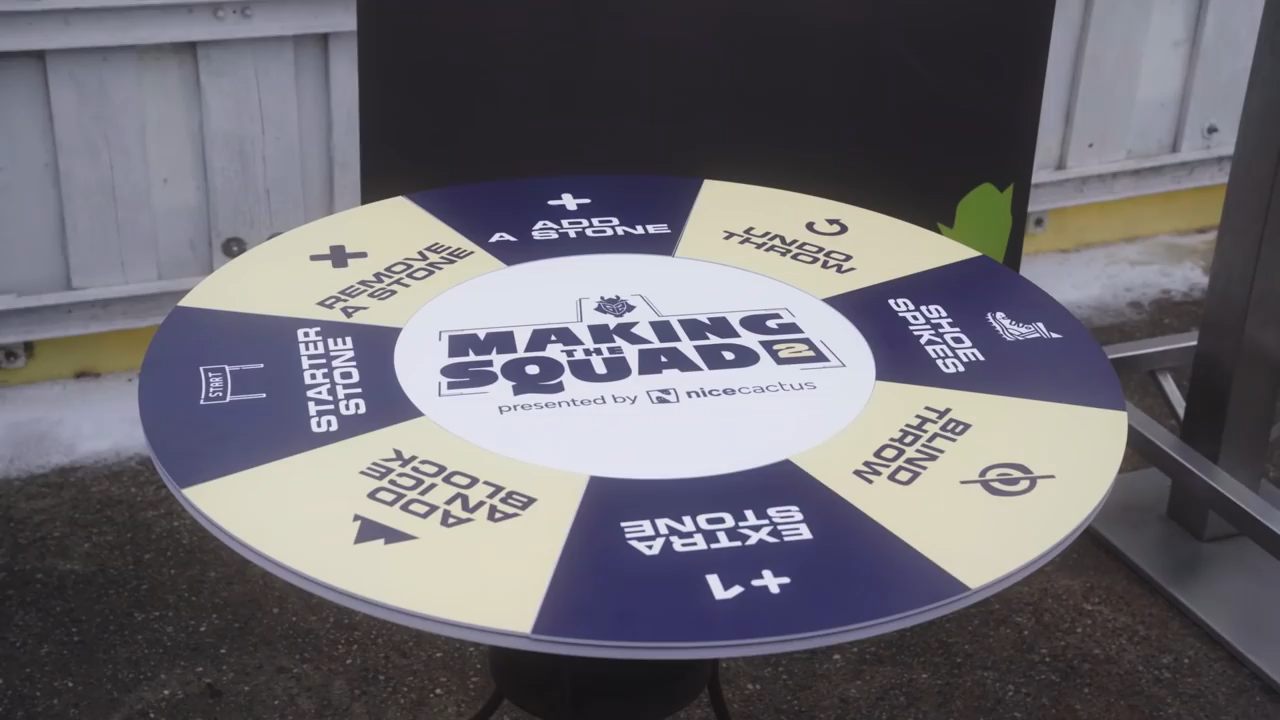 +
ADD
A STONE
UNDO
THROW
SHOE
SPIKES
BLIND
THROW
EXTRA
STONE
+1
ADD
AN ICE
BLOCK
STARTER
STONE
START
REMOVE
A STONE
MAKING
THE
SQUAD 2
presented by nicecactus